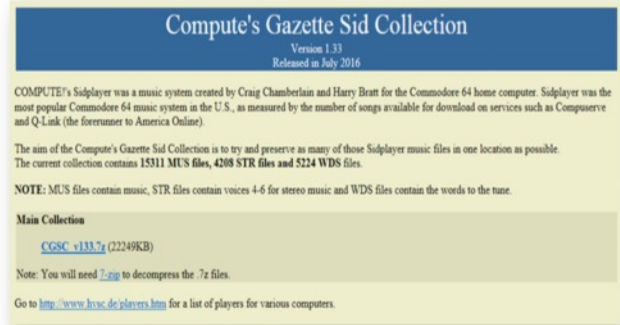 Compute's Gazette Sid Collection
Version 1.33
Released in July 2016
COMPUTE!'s Sidplayer was a music system created by Craig Chamberlain and Harry Bratt for the Commodore 64 home computer. Sidplayer was the
most popular Commodore 64 music system in the U.S., as measured by the number of songs available for download on services such as Compuserve
and Q-Link (the forerunner to America Online).
The aim of the Compute's Gazette Sid Collection is to try and preserve as many of those Sidplayer music files in one location as possible.
The current collection contains 15311 MUS files, 4208 STR files and 5224 WDS files.
NOTE: MUS files contain music, STR files contain voices 4-6 for stereo music and WDS files contain the words to the tune.
Main Collection
CGSC_v133.7z (22249KB)
Note: You will need 7-zip to decompress the .7z files.
Go to http://www.hvsc.de/players.htm for a list of players for various computers.